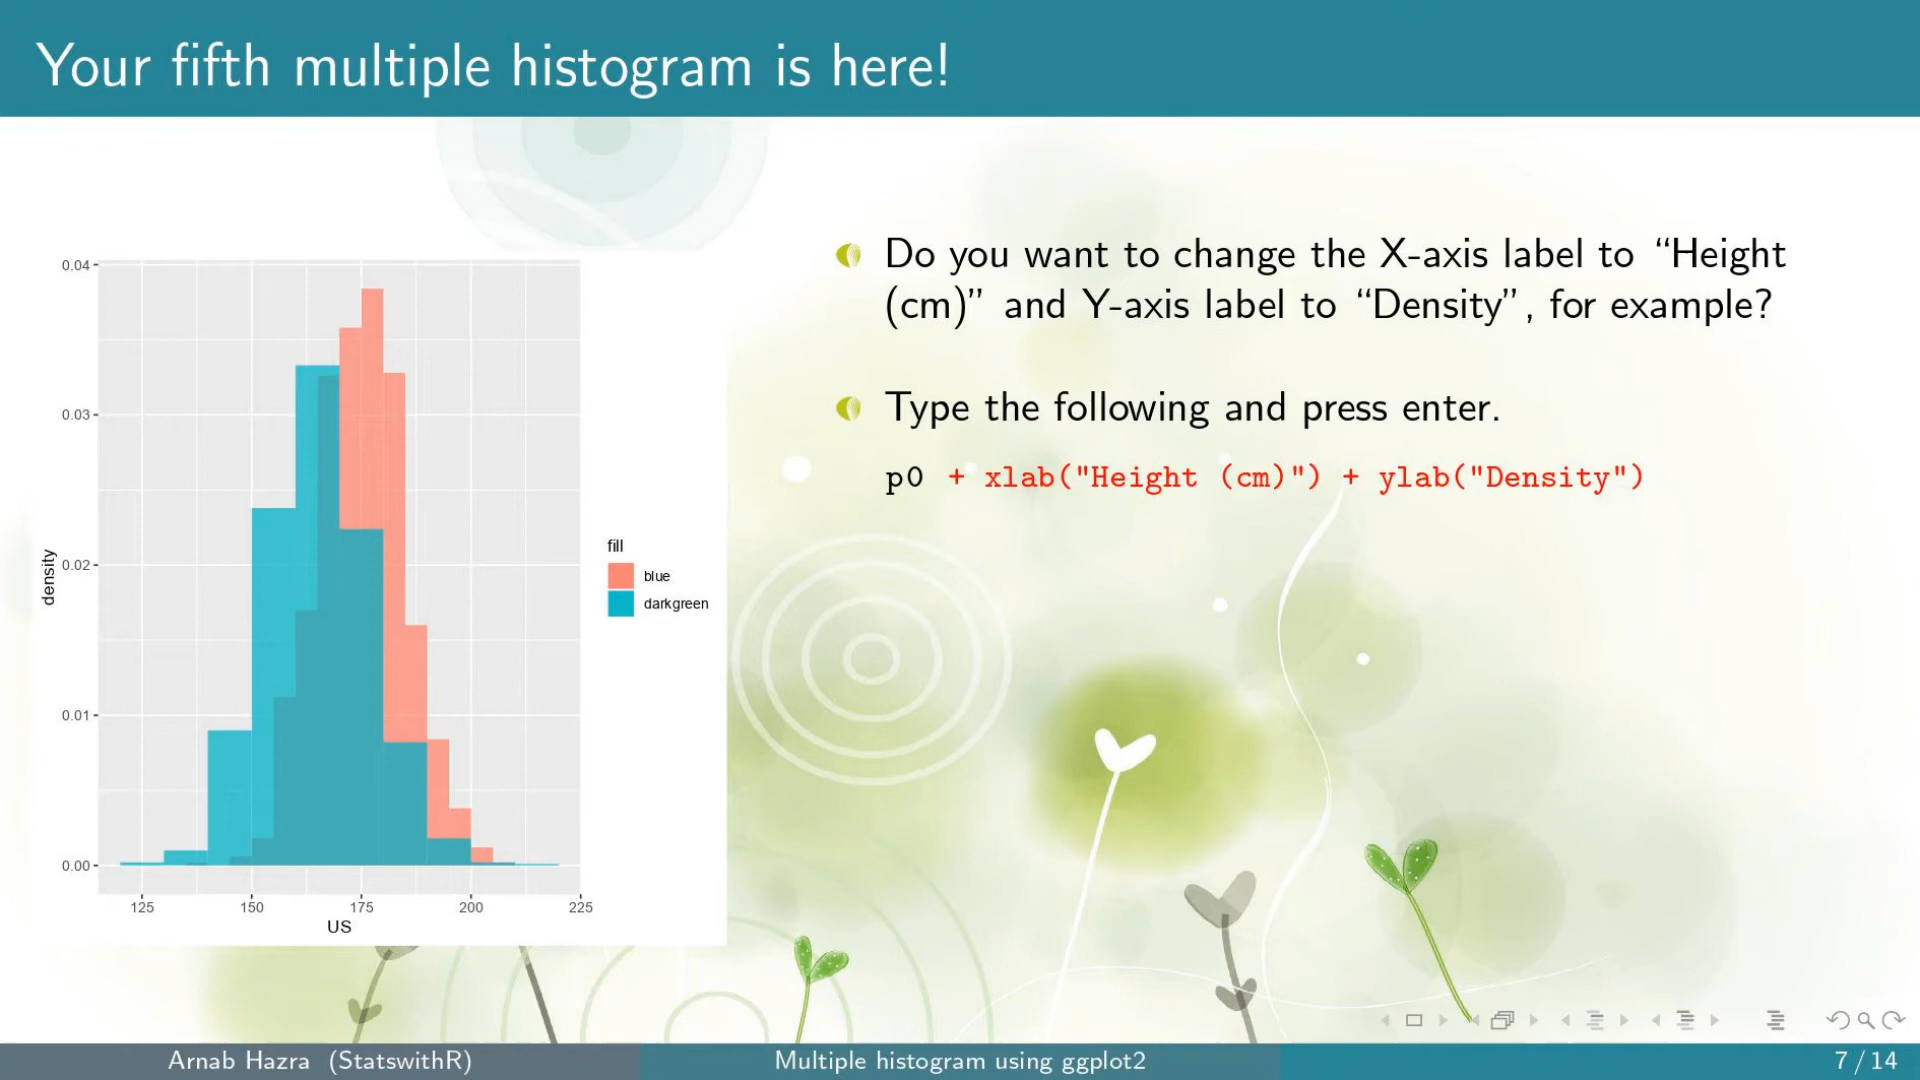 Your fifth multiple histogram is here!
Do you want to change the X-axis label to “Height
(cm)” and Y-axis label to “Density”, for example?
Type the following and press enter.
p0 + xlab("Height (cm)") + ylab("Density")
0.04
0.03
0.02
0.01
0.00
density
125 150 175 200 225
US
fill
blue
darkgreen
Arnab Hazra (StatswithR) Multiple histogram using ggplot2 7 / 14